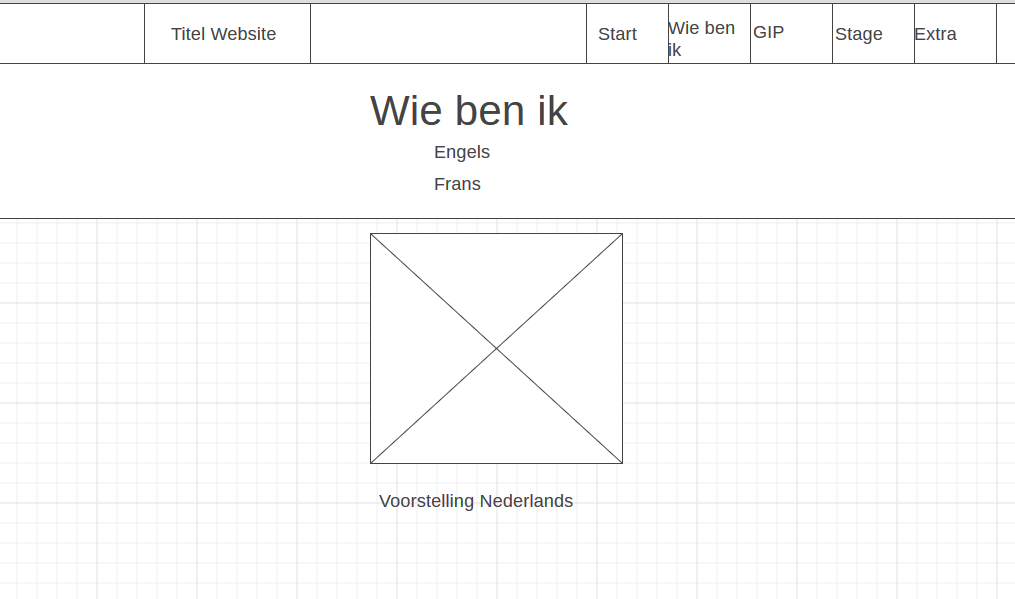 Titel Website
Start
Wie ben
ik
GIP
Stage
Extra
Wie ben ik
Engels
Frans
Voorstelling Nederlands